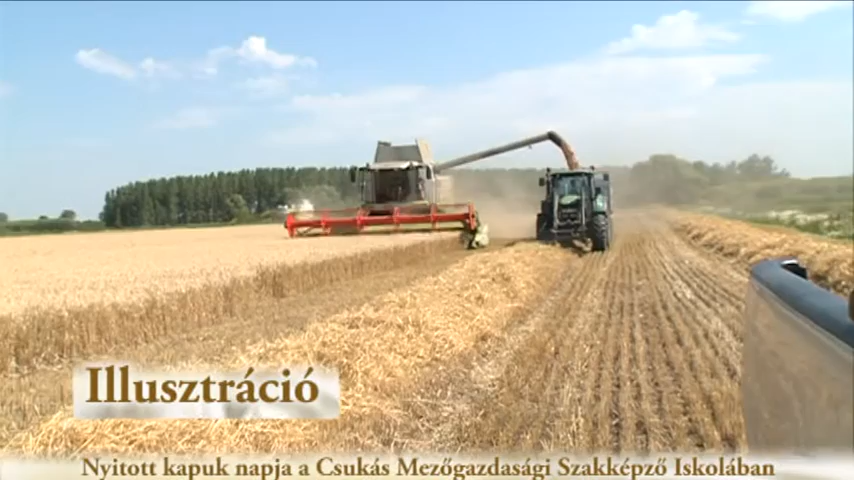 Illusztráció
Nyitott kapuk napja a Csukás Mezőgazdasági Szakképző Iskolában